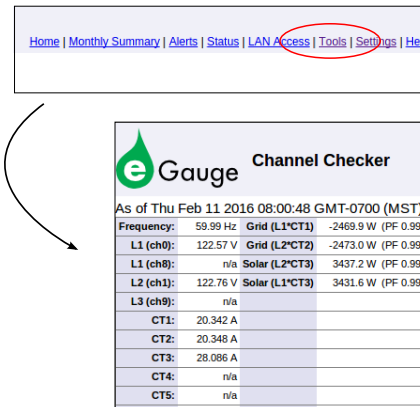 Home | Monthly Summary | Alerts | Status | LAN Access | Tools | Settings | He
e Gauge Channel Checker
As of Thu Feb 11 2016 08:00:48 GMT-0700 (MST)
Frequency: 59.99 Hz Grid (L1*CT1) -2469.9 W (PF 0.99
L1 (ch0): 122.57 V Grid (L2*CT2) -2473.0 W (PF 0.99
L1 (ch8): n/a Solar (L2*CT3) 3437.2 W (PF 0.99
L2 (ch1): 122.76 V Solar (L1*CT3) 3431.6 W (PF 0.99
L3 (ch9): n/a
CT1: 20.342 A
CT2: 20.348 A
CT3: 28.086 A
CT4: n/a
CT5: n/a